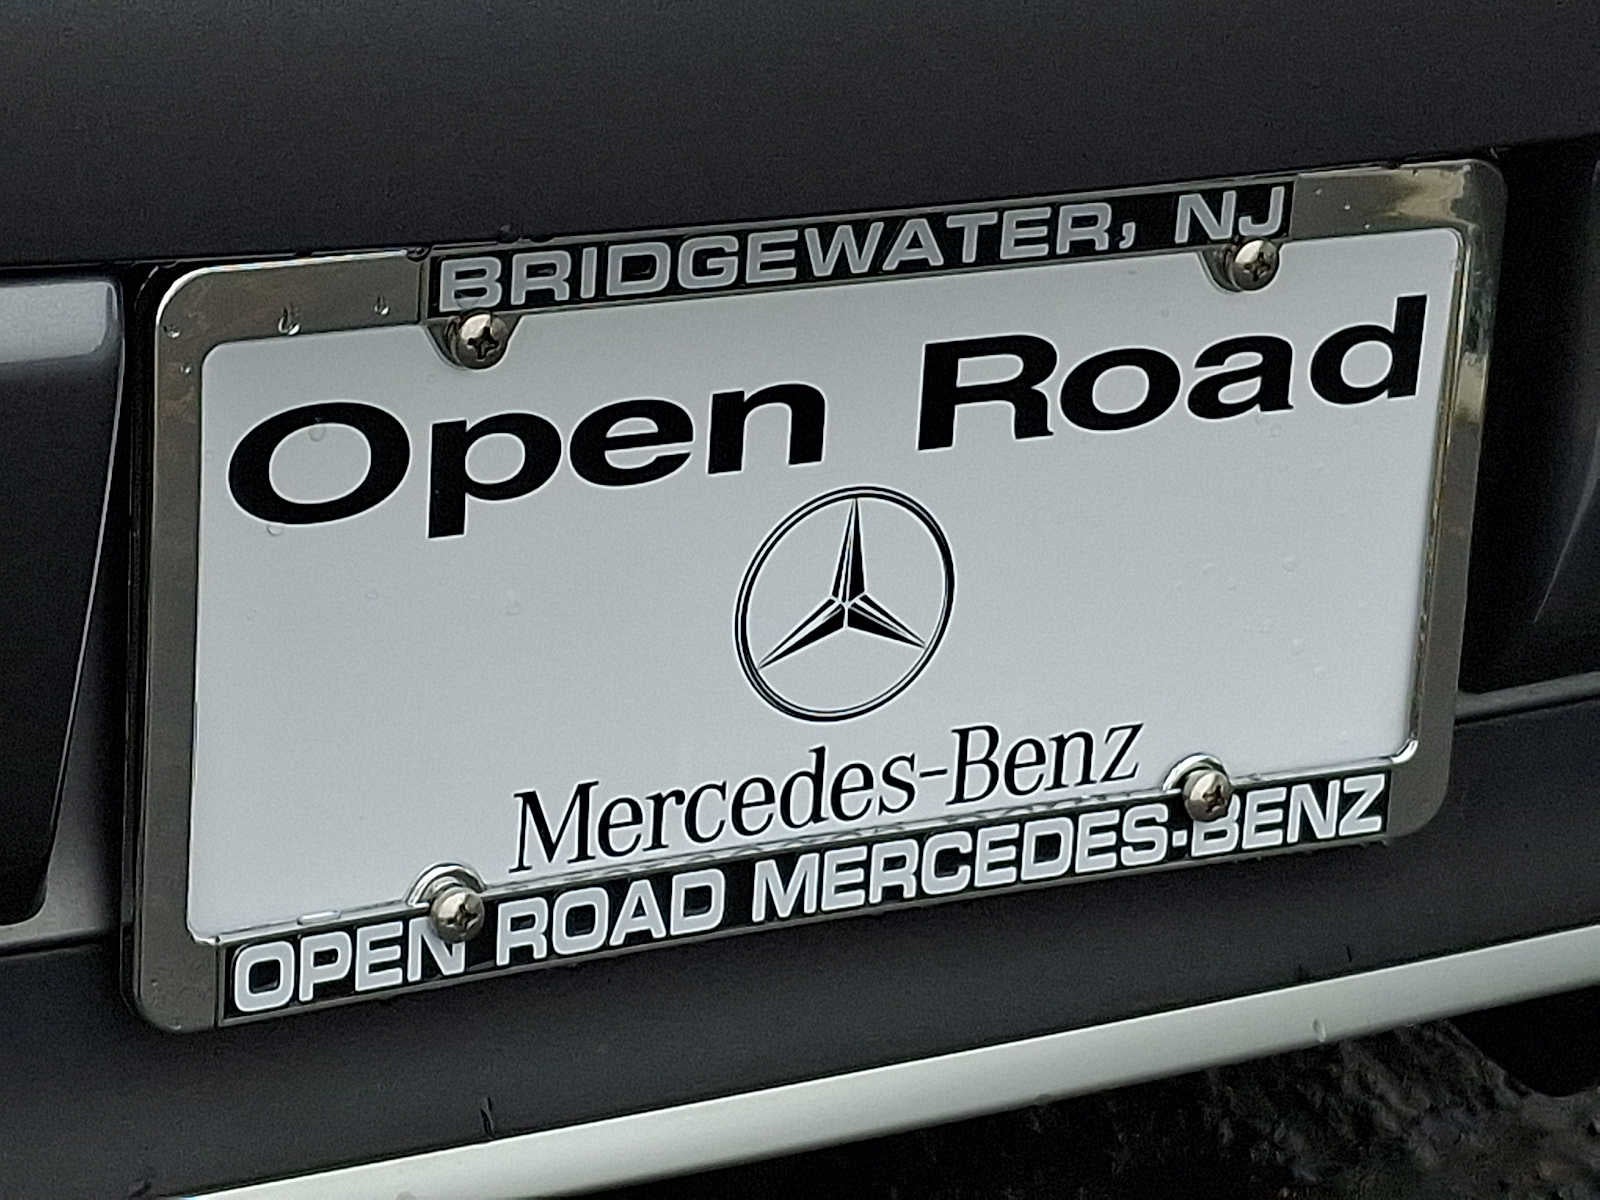 BRIDGEWATER, NJ
Open Road
Mercedes-Benz
OPEN ROAD MERCEDES-BENZ